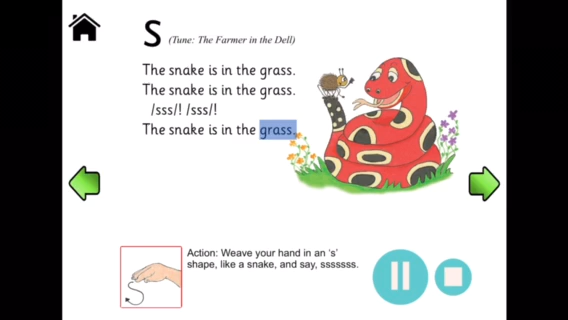 s (Tune: The Farmer in the Dell)
The snake is in the grass.
The snake is in the grass.
/sss/! /sss/!
The snake is in the grass.
Action: Weave your hand in an ‘s’
shape, like a snake, and say, sssssss.